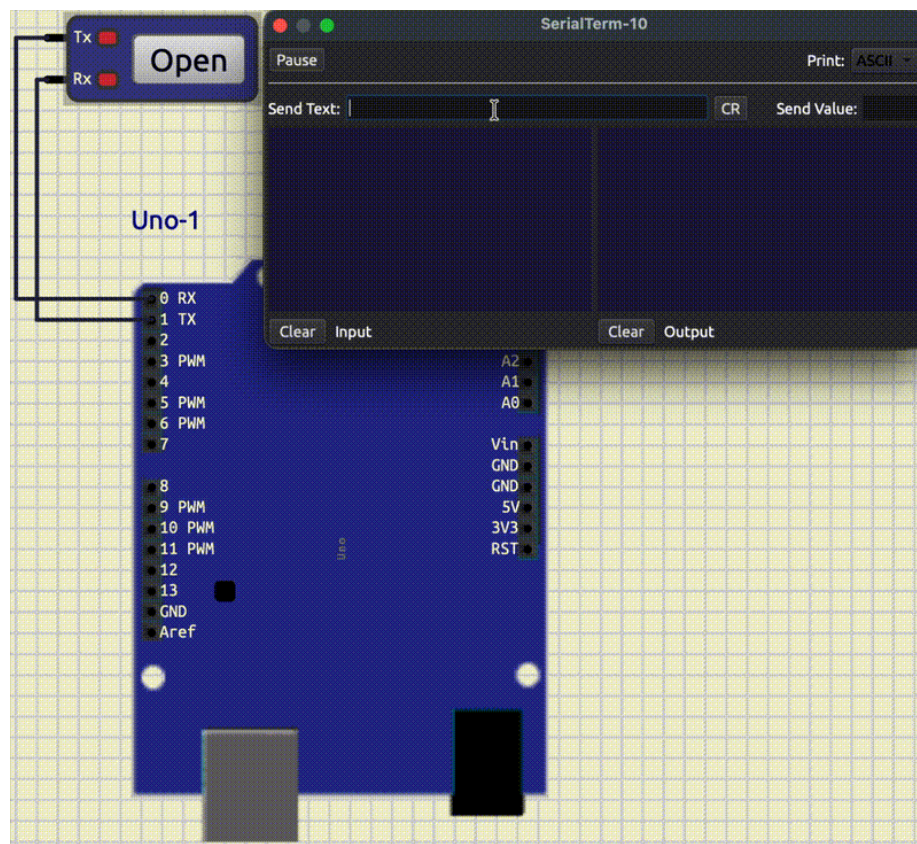 SerialTerm-10
Tx
Rx
Open
Pause
Print: ASCII
Send Text:
CR
Send Value:
Uno-1
Clear Input
Clear Output
0 RX
1 TX
2
3 PWM
4
5 PWM
6 PWM
7
8
9 PWM
10 PWM
11 PWM
12
13
GND
Aref
Uno
A2
A1
A0
Vin
GND
GND
5V
3V3
RST